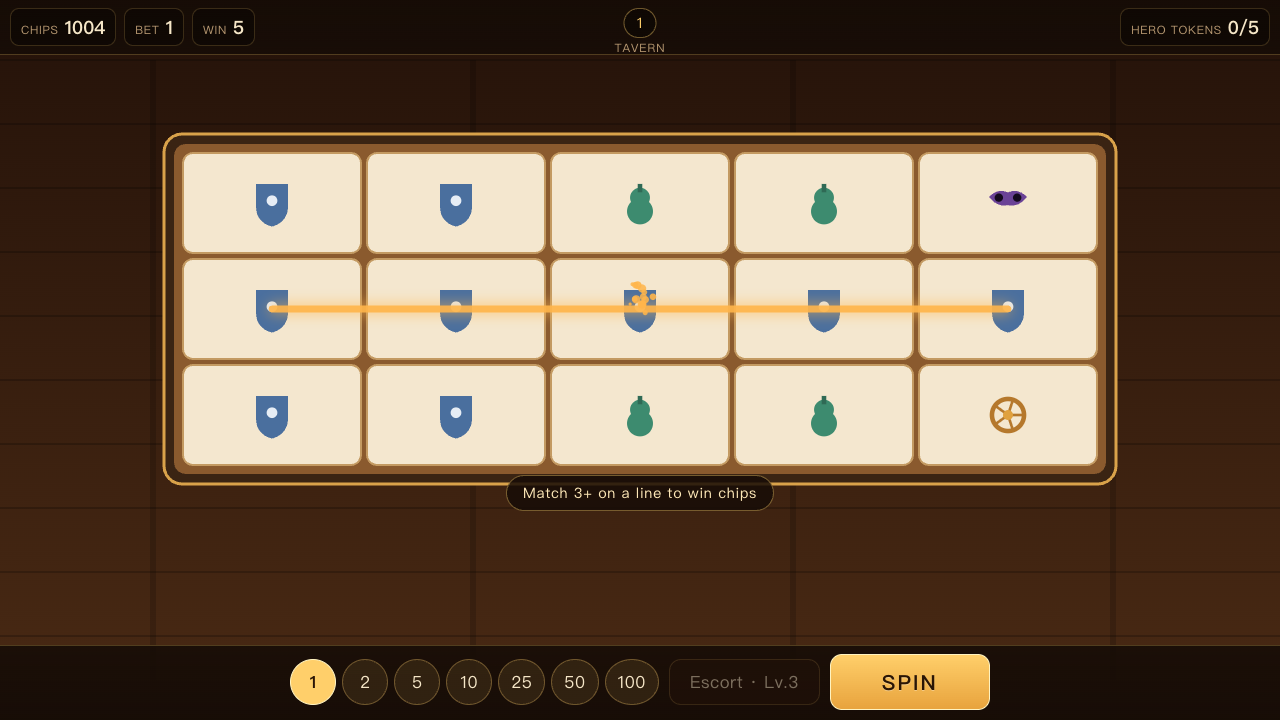 CHIPS 1004
BET 1
WIN 5
1
TAVERN
HERO TOKENS 0/5
Match 3+ on a line to win chips
1
2
5
10
25
50
100
Escort · Lv.3
SPIN